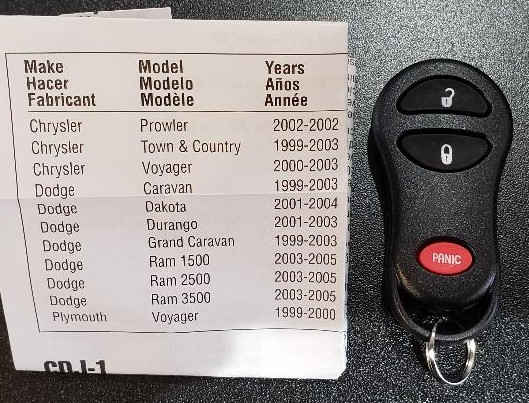 Make Model Years
Hacer Modelo Años
Fabricant Modèle Année
Chrysler Prowler 2002-2002
Chrysler Town & Country 1999-2003
Chrysler Voyager 2000-2003
Dodge Caravan 1999-2003
Dodge Dakota 2001-2004
Dodge Durango 2001-2003
Dodge Grand Caravan 1999-2003
Dodge Ram 1500 2003-2005
Dodge Ram 2500 2003-2005
Dodge Ram 3500 2003-2005
Plymouth Voyager 1999-2000
CDJ-1
PANIC